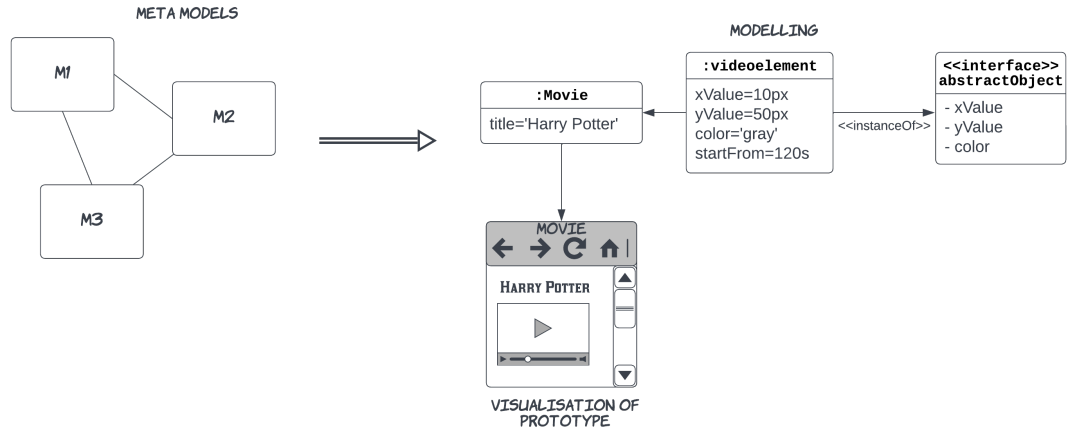 META MODELS
M1
M2
M3
MODELLING
:Movie
title='Harry Potter'
:videoelement
xValue=10px
yValue=50px
color='gray'
startFrom=120s
<<instanceOf>>
<<interface>>
abstractObject
- xValue
- yValue
- color
MOVIE
HARRY POTTER
VISUALISATION OF
PROTOTYPE